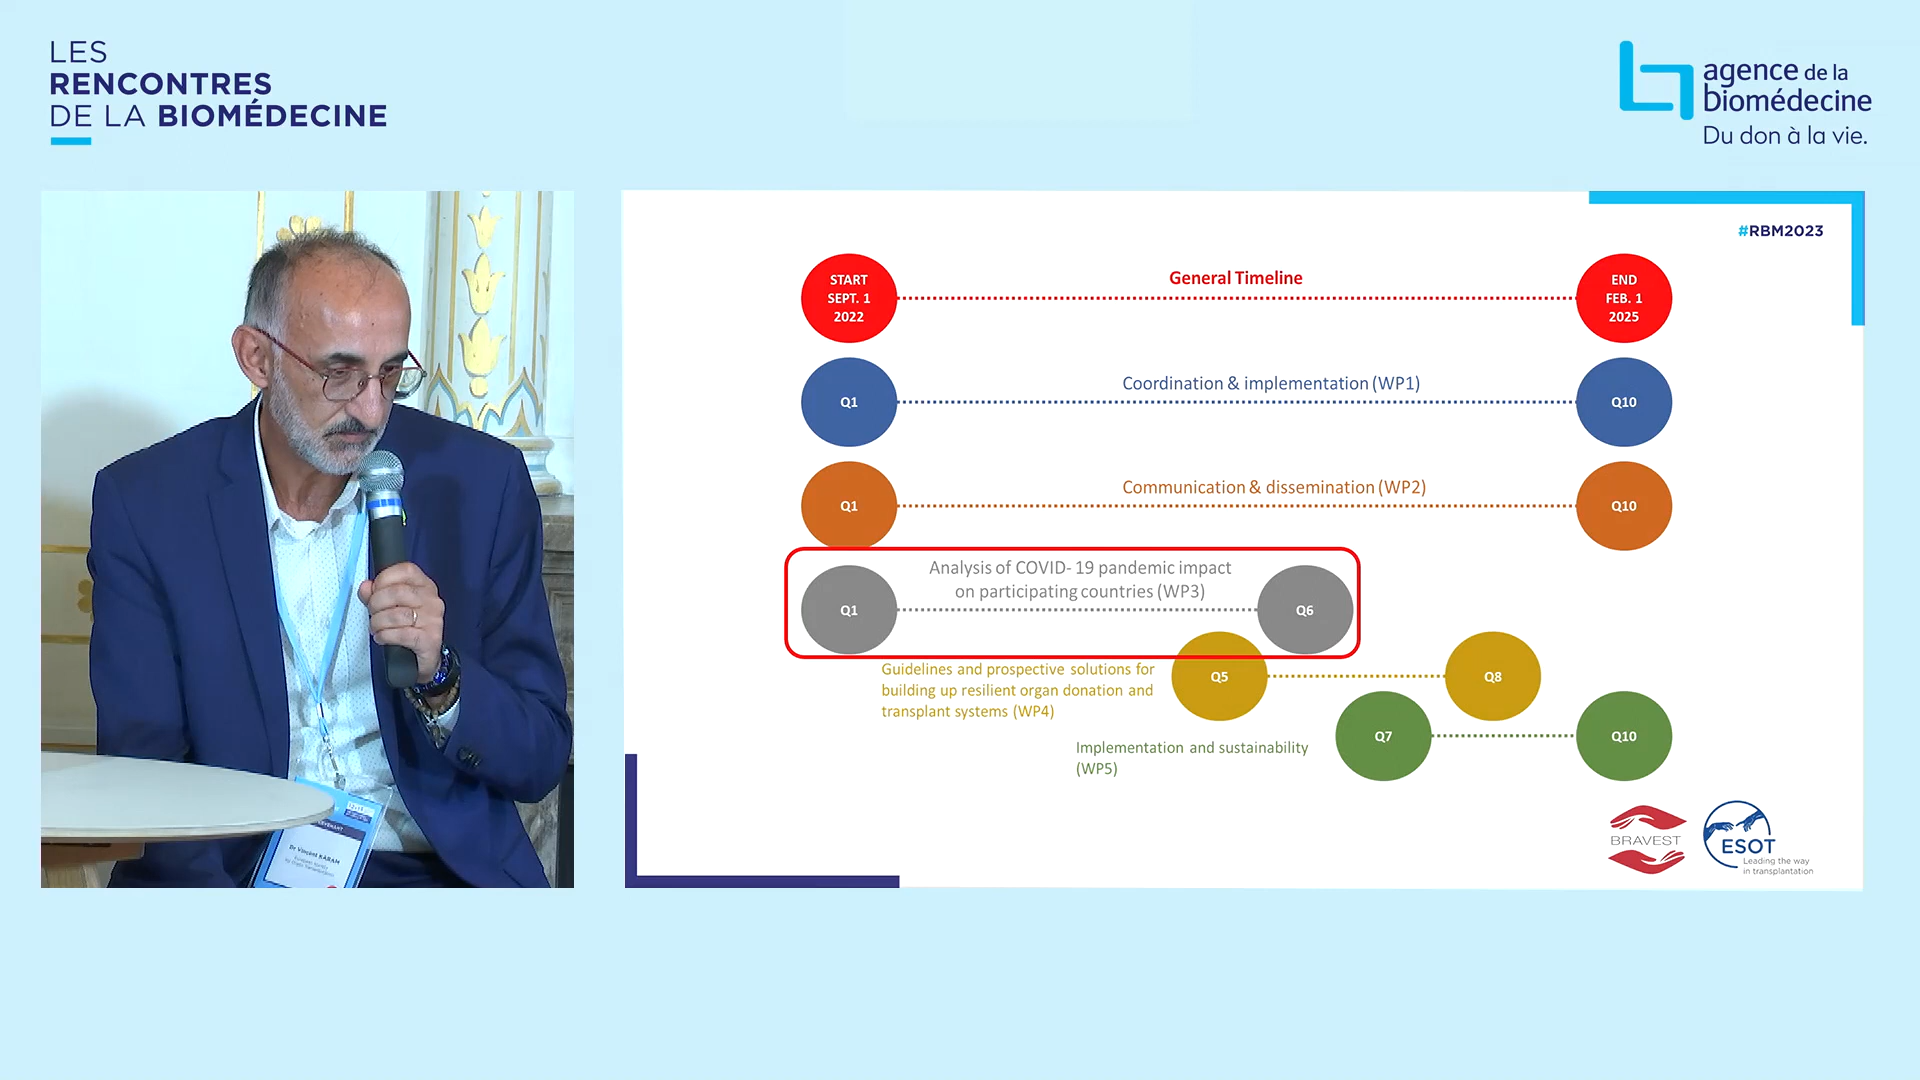 LES
RENCONTRES
DE LA BIOMÉDECINE
agence de la
biomédecine
Du don à la vie.
#RBM2023
START
SEPT. 1
2022
General Timeline
END
FEB. 1
2025
Q1
Coordination & implementation (WP1)
Q10
Q1
Communication & dissemination (WP2)
Q10
Analysis of COVID- 19 pandemic impact
on participating countries (WP3)
Q1
Q6
Guidelines and prospective solutions for
building up resilient organ donation and
transplant systems (WP4)
Q5
Q8
Implementation and sustainability
(WP5)
Q7
Q10
BRAVEST
ESOT
Leading the way
in transplantation
Dr Vincent KARAM